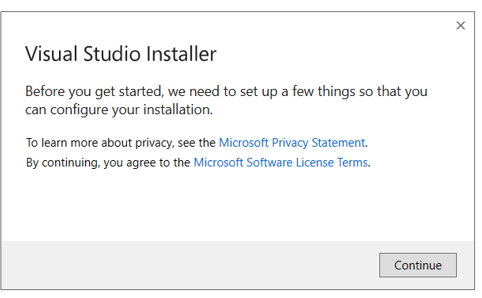 Visual Studio Installer
Before you get started, we need to set up a few things so that you
can configure your installation.
To learn more about privacy, see the Microsoft Privacy Statement.
By continuing, you agree to the Microsoft Software License Terms.
Continue